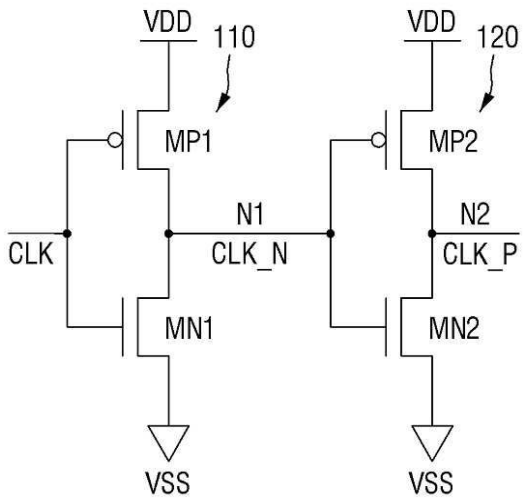 VDD 110 VDD 120
MP1 MP2
N1 N2
CLK CLK_N CLK_P
MN1 MN2
VSS VSS